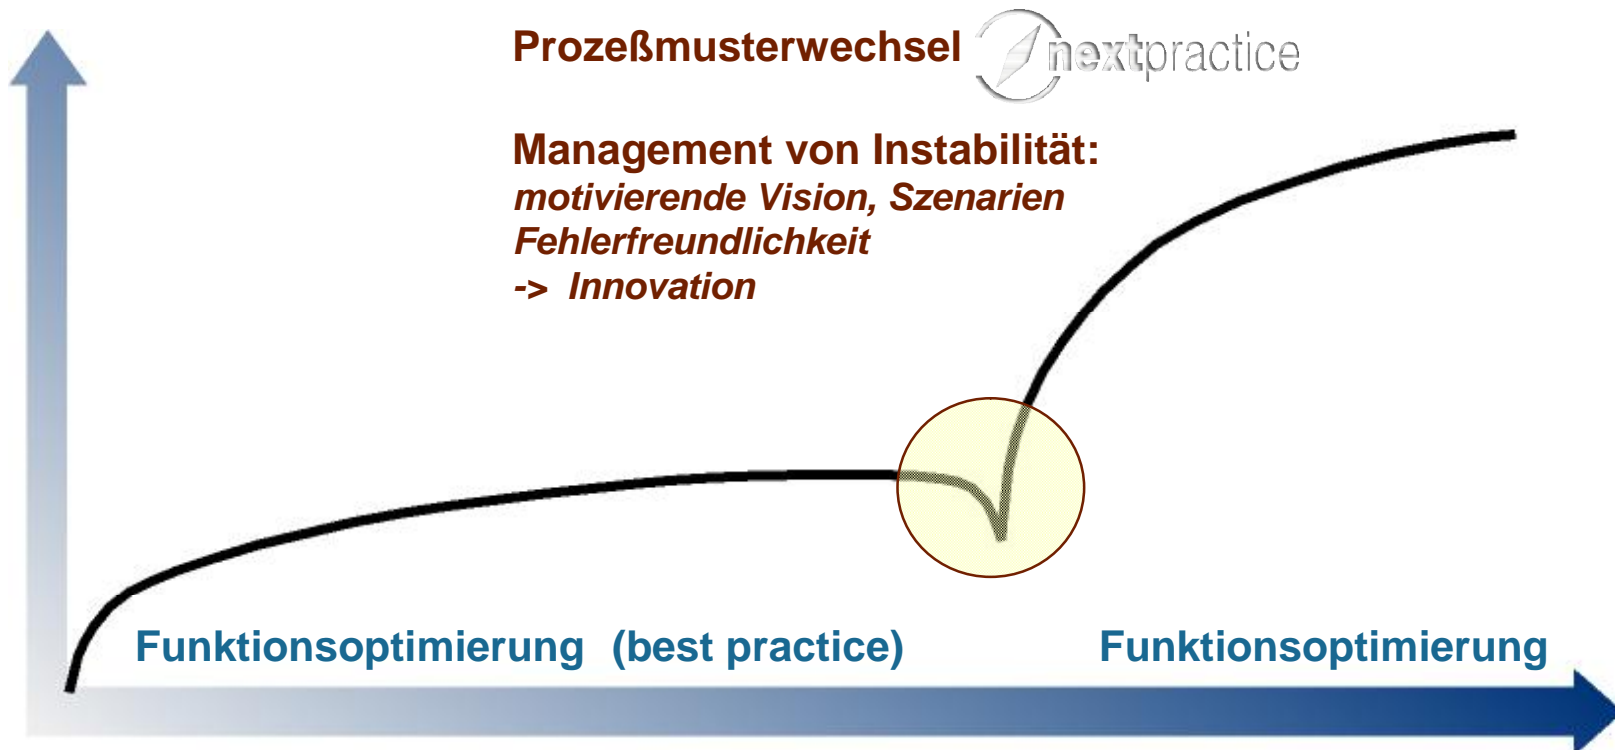 Prozeßmusterwechsel nextpractice
Management von Instabilität:
motivierende Vision, Szenarien
Fehlerfreundlichkeit
-> Innovation
Funktionsoptimierung (best practice) Funktionsoptimierung